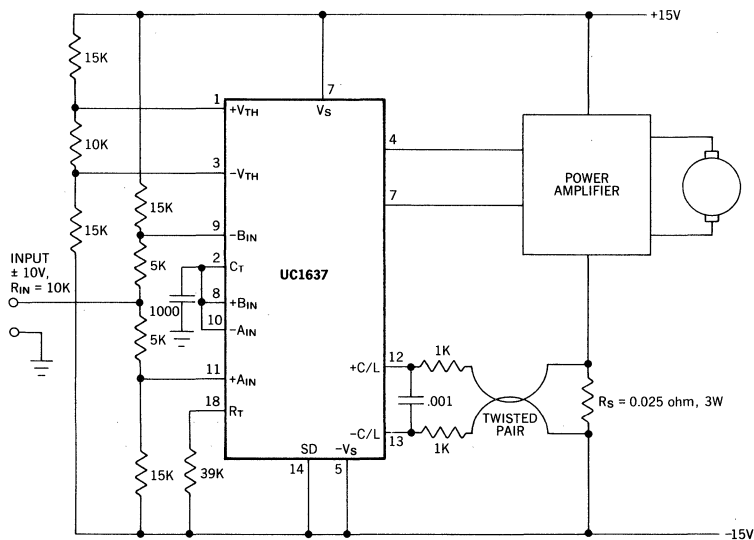 +15V
15K
7
VS
1
+VTH
4
10K
3
-VTH
POWER
AMPLIFIER
7
15K
15K
9
-BIN
INPUT
± 10V,
RIN = 10K
5K
2
CT
UC1637
8
+BIN
1000
10
-AIN
5K
12
1K
+C/L
11
+AIN
.001
RS = 0.025 ohm, 3W
18
RT
TWISTED
PAIR
-C/L
13
1K
SD
-VS
15K
39K
14
5
-15V